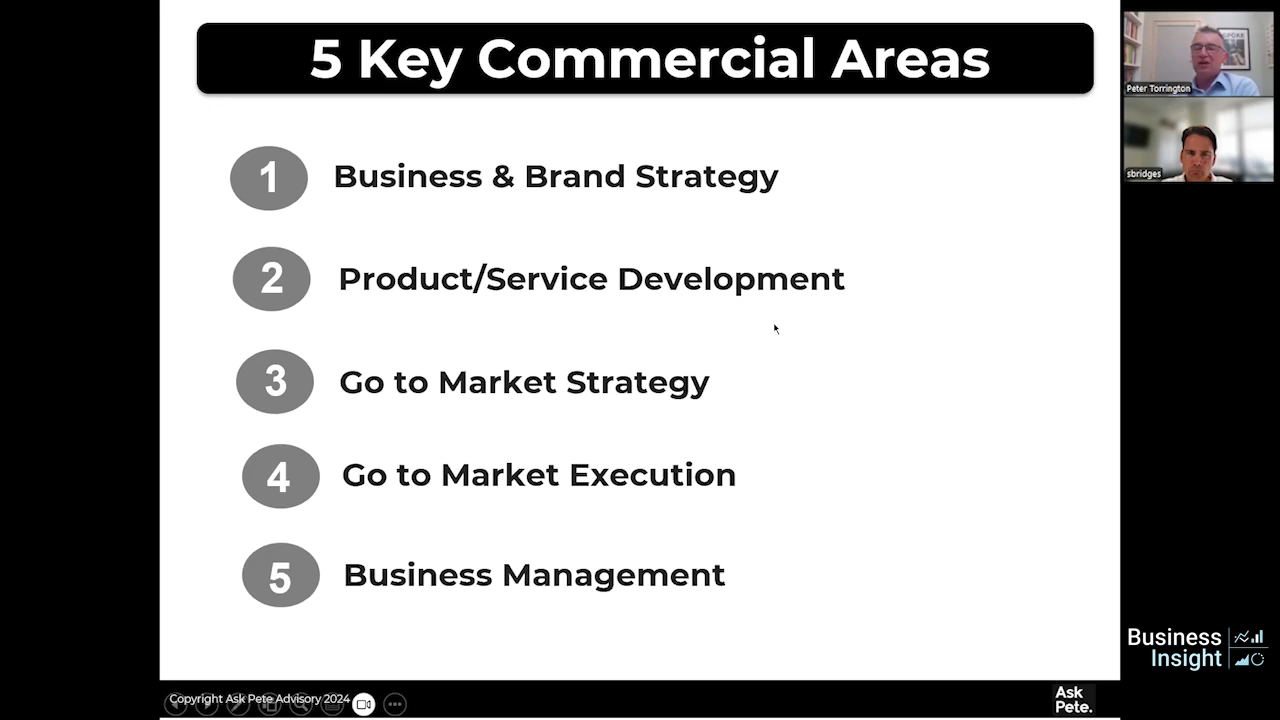 5 Key Commercial Areas
1 Business & Brand Strategy
2 Product/Service Development
3 Go to Market Strategy
4 Go to Market Execution
5 Business Management
Copyright Ask Pete Advisory 2024
Ask
Pete.
Peter Torrington
sbridges
Business
Insight